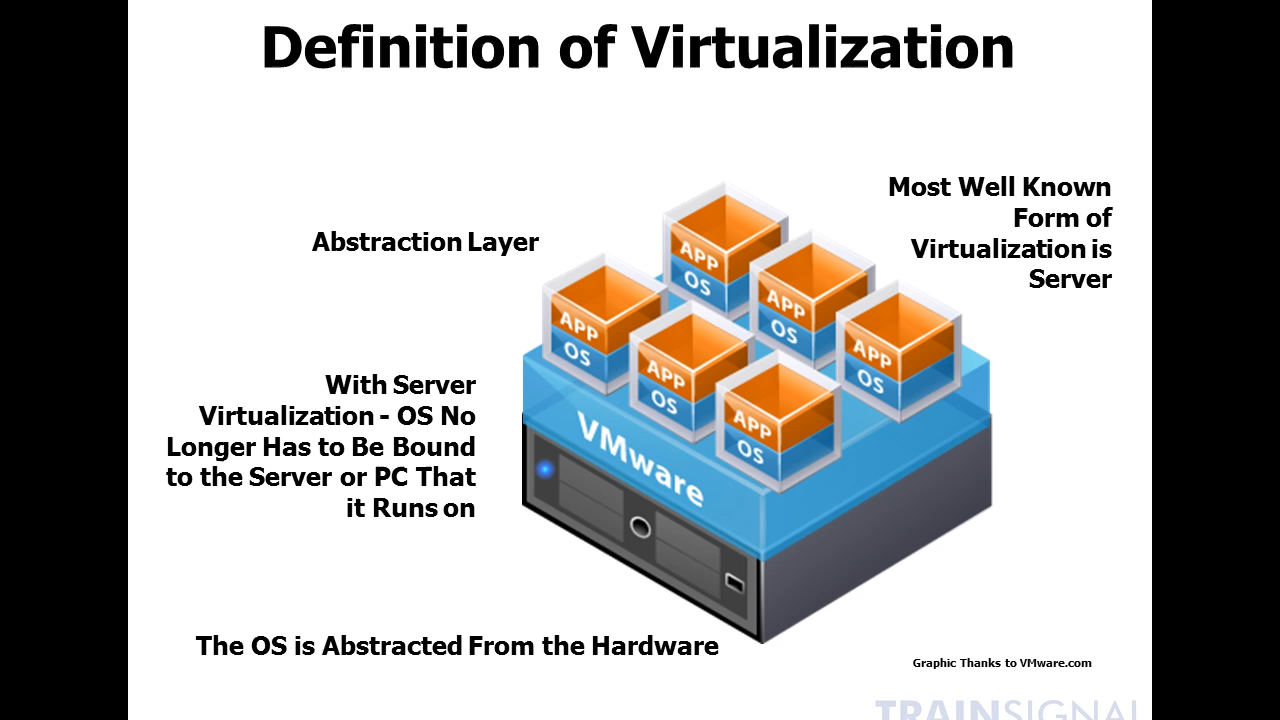 Definition of Virtualization
Most Well Known
Form of
Virtualization is
Server
Abstraction Layer
APP
OS
APP
OS
APP
OS
APP
OS
APP
OS
APP
OS
VMware
With Server
Virtualization - OS No
Longer Has to Be Bound
to the Server or PC That
it Runs on
The OS is Abstracted From the Hardware
Graphic Thanks to VMware.com
TRAINSIGNAL